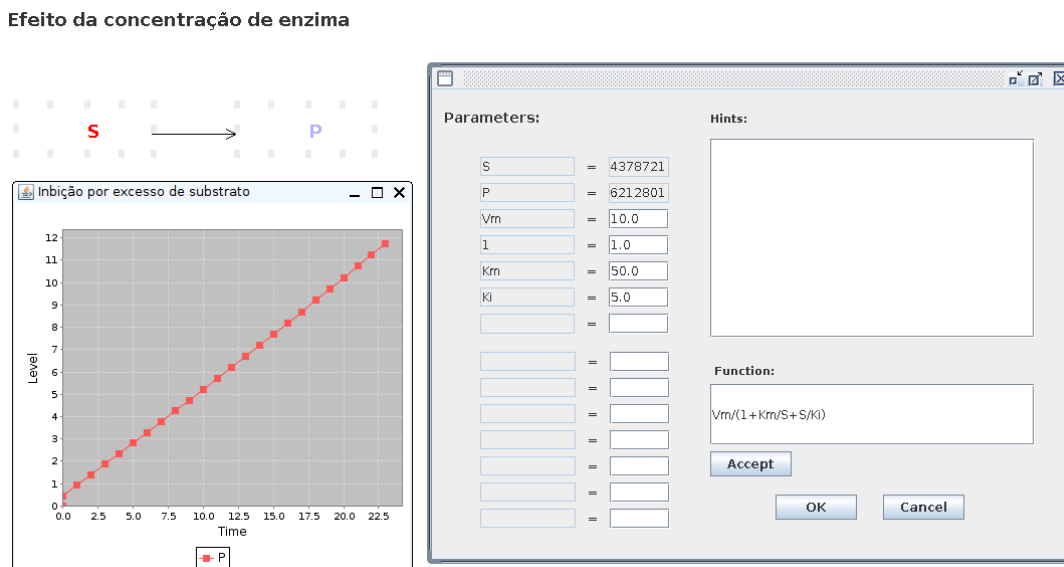 Efeito da concentração de enzima
S
P
Inbição por excesso de substrato
12
11
10
9
8
7
6
5
4
3
2
1
0
Level
0.0 2.5 5.0 7.5 10.0 12.5 15.0 17.5 20.0 22.5
Time
P
Parameters:
S = 4378721
P = 6212801
Vm = 10.0
1 = 1.0
Km = 50.0
Ki = 5.0
=
=
=
=
=
=
=
=
Hints:
Function:
Vm/(1+Km/S+S/Ki)
Accept
OK
Cancel